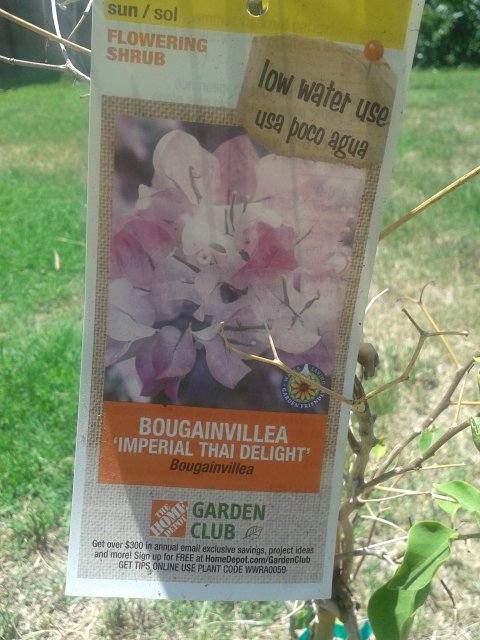 sun / sol
FLOWERING
SHRUB
low water use
usa poco agua
BOUGAINVILLEA
'IMPERIAL THAI DELIGHT'
Bougainvillea
THE HOME DEPOT
GARDEN
CLUB
Get over $300 in annual email exclusive savings, project ideas
and more! Sign up for FREE at HomeDepot.com/GardenClub
GET TIPS ONLINE USE PLANT CODE WWRA0059